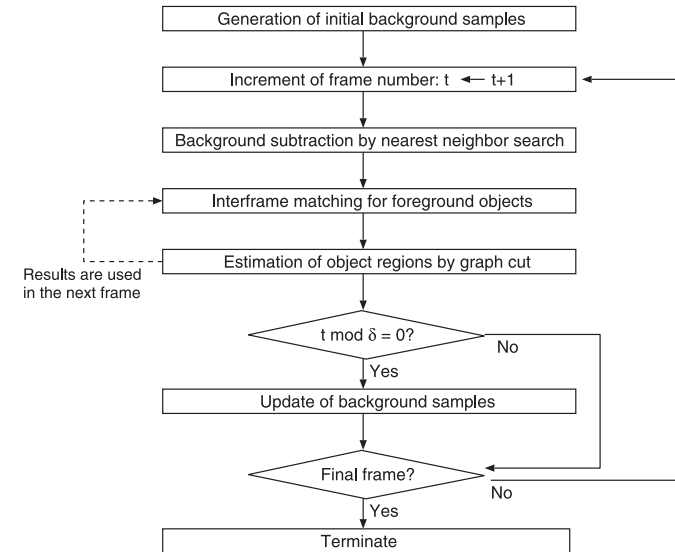 Generation of initial background samples
Increment of frame number: t ← t+1
Background subtraction by nearest neighbor search
Interframe matching for foreground objects
Estimation of object regions by graph cut
Results are used
in the next frame
t mod δ = 0?
No
Yes
Update of background samples
Final frame?
No
Yes
Terminate